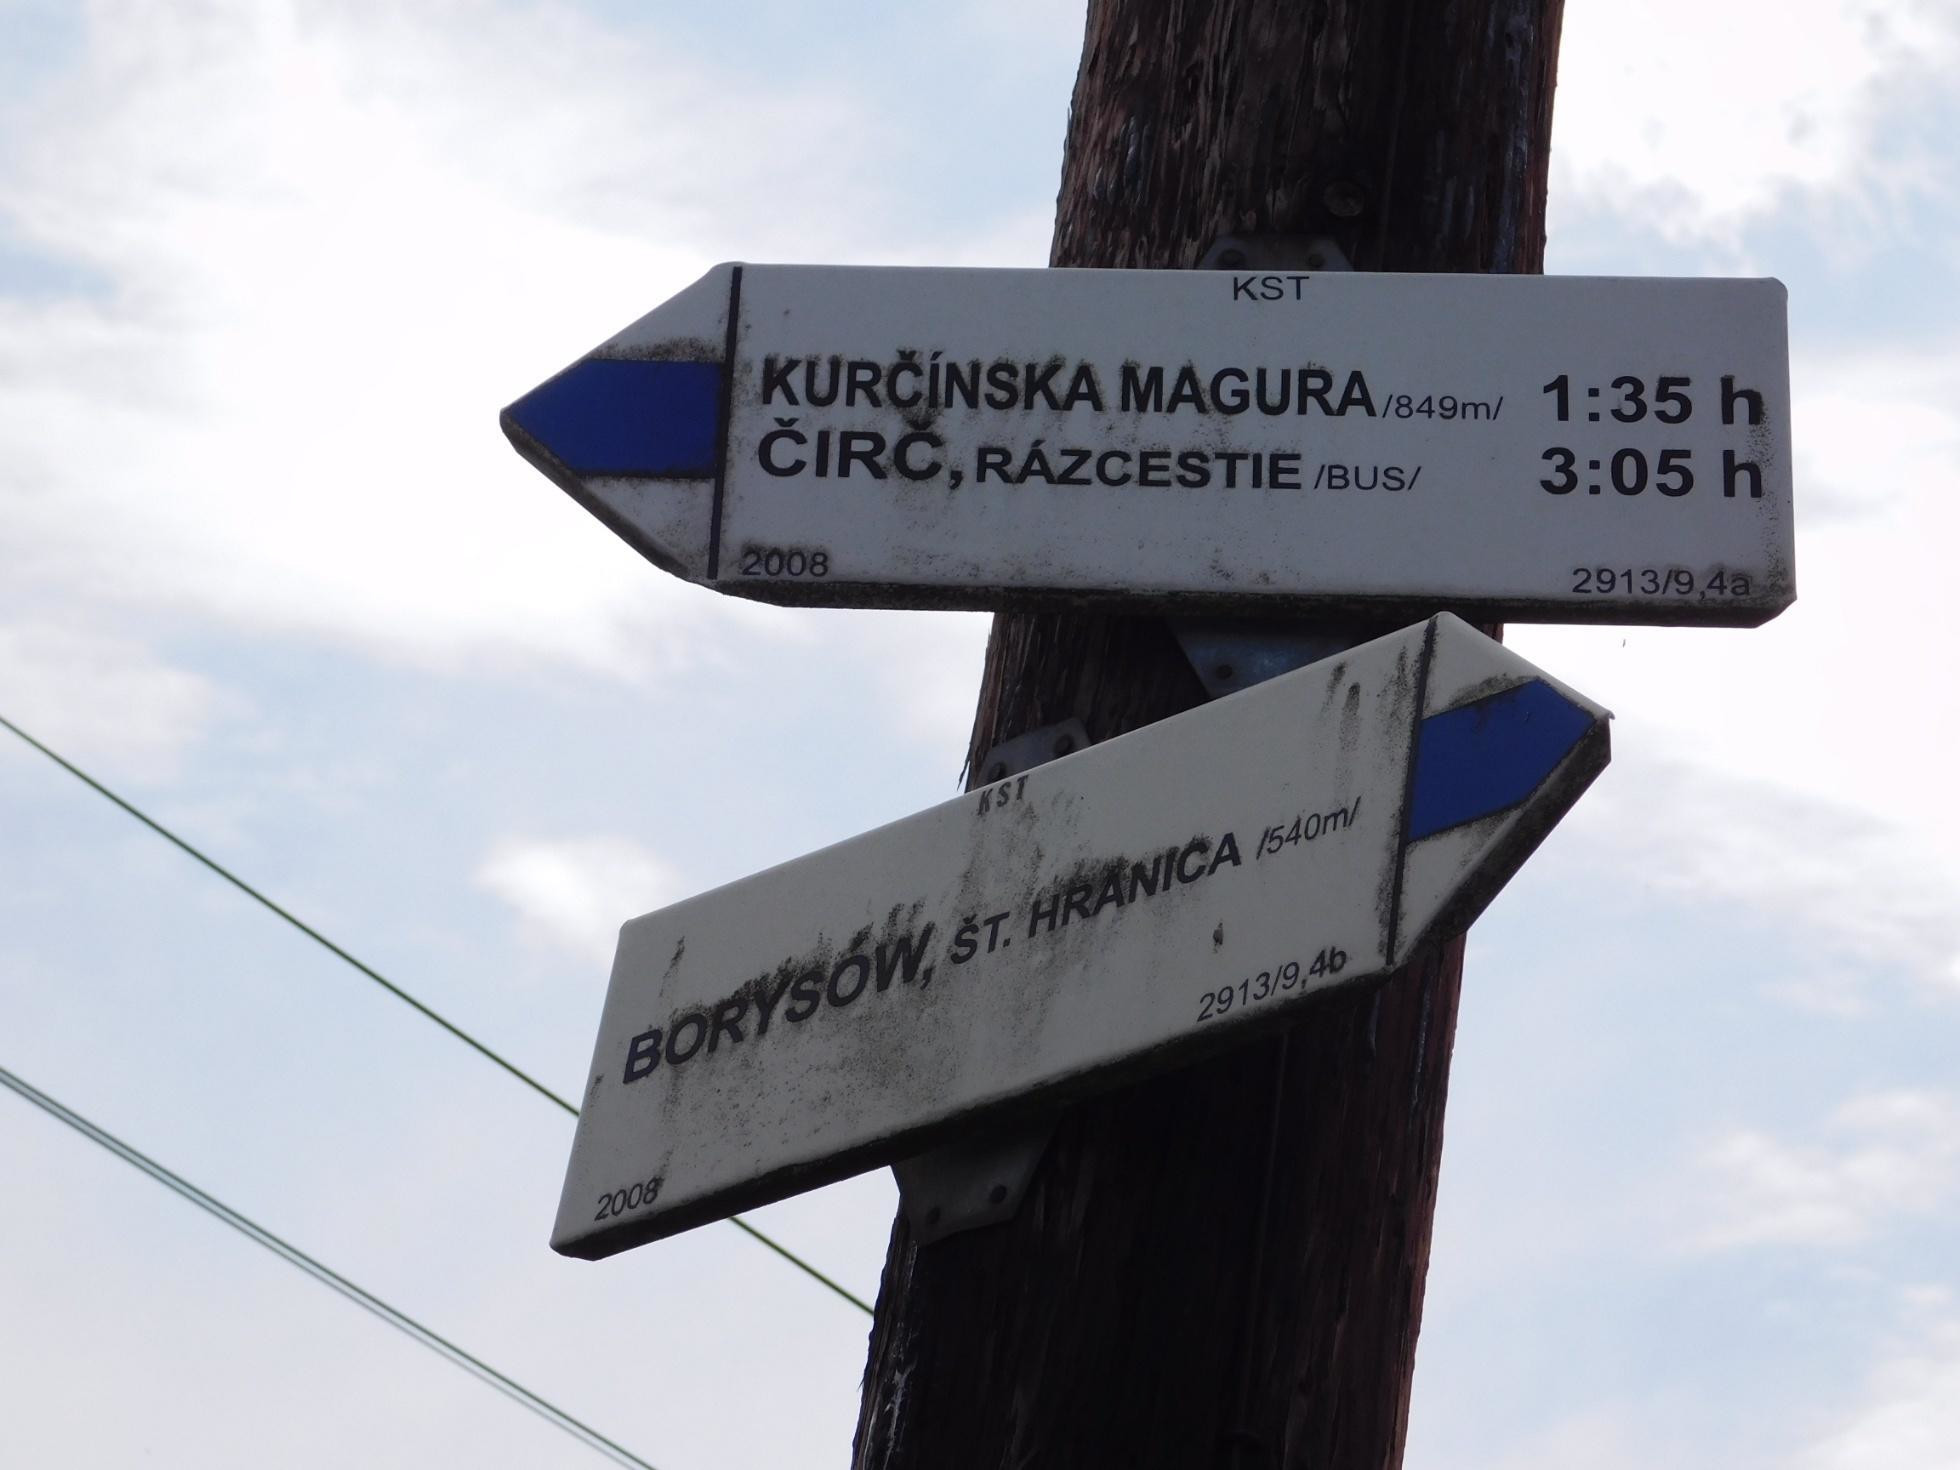 KST
KURČÍNSKA MAGURA /849m/ 1:35 h
ČIRČ, RÁZCESTIE /BUS/ 3:05 h
2008 2913/9,4a
KST
BORYSÓW, ŠT. HRANICA /540m/
2008 2913/9,4b